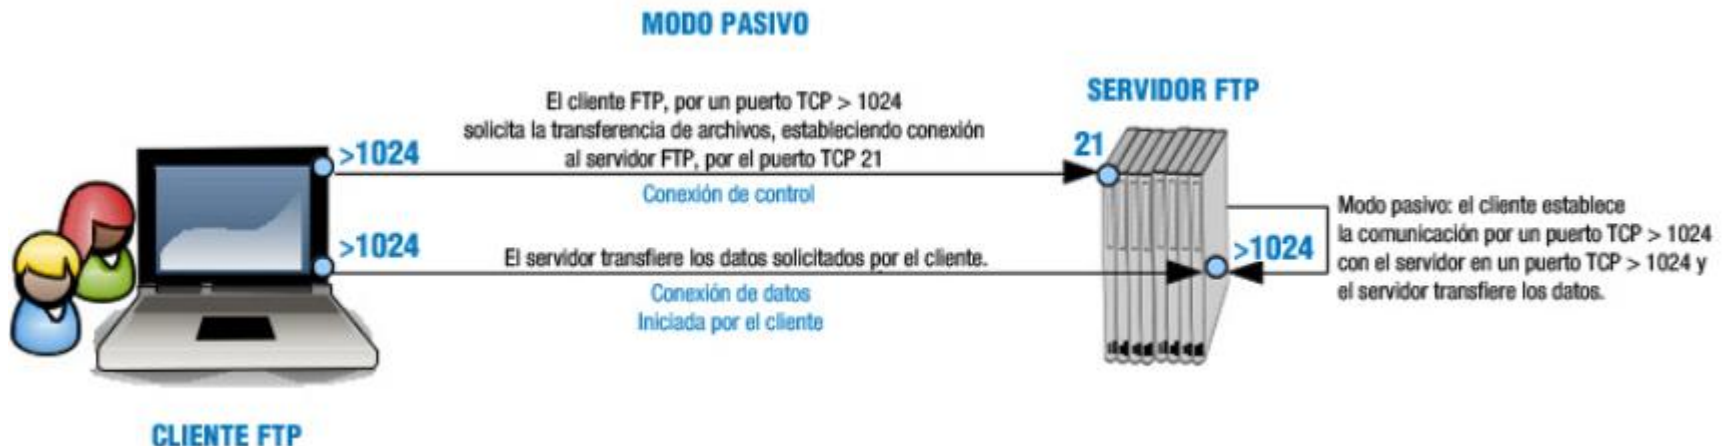 MODO PASIVO
El cliente FTP, por un puerto TCP > 1024
solicita la transferencia de archivos, estableciendo conexión
al servidor FTP, por el puerto TCP 21
Conexión de control
>1024
SERVIDOR FTP
21
>1024
El servidor transfiere los datos solicitados por el cliente.
Conexión de datos
Iniciada por el cliente
>1024
Modo pasivo: el cliente establece
la comunicación por un puerto TCP > 1024
con el servidor en un puerto TCP > 1024 y
el servidor transfiere los datos.
CLIENTE FTP